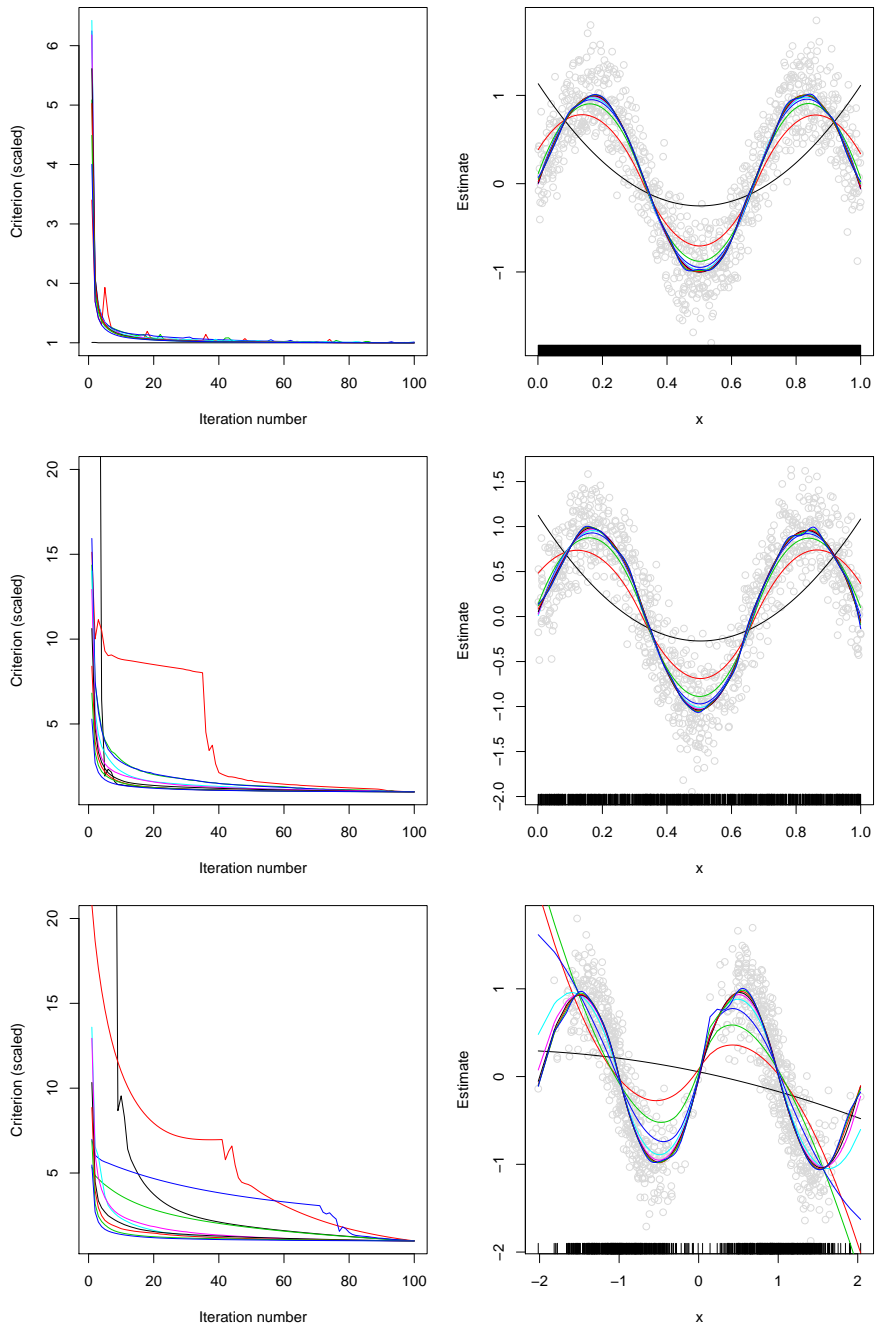 Criterion (scaled)
6
5
4
3
2
1
0 20 40 60 80 100
Iteration number
Estimate
1
0
−1
0.0 0.2 0.4 0.6 0.8 1.0
x
Criterion (scaled)
20
15
10
5
0 20 40 60 80 100
Iteration number
Estimate
1.5
1.0
0.5
0.0
−0.5
−1.0
−1.5
−2.0
0.0 0.2 0.4 0.6 0.8 1.0
x
Criterion (scaled)
20
15
10
5
0 20 40 60 80 100
Iteration number
Estimate
1
0
−1
−2
−2 −1 0 1 2
x